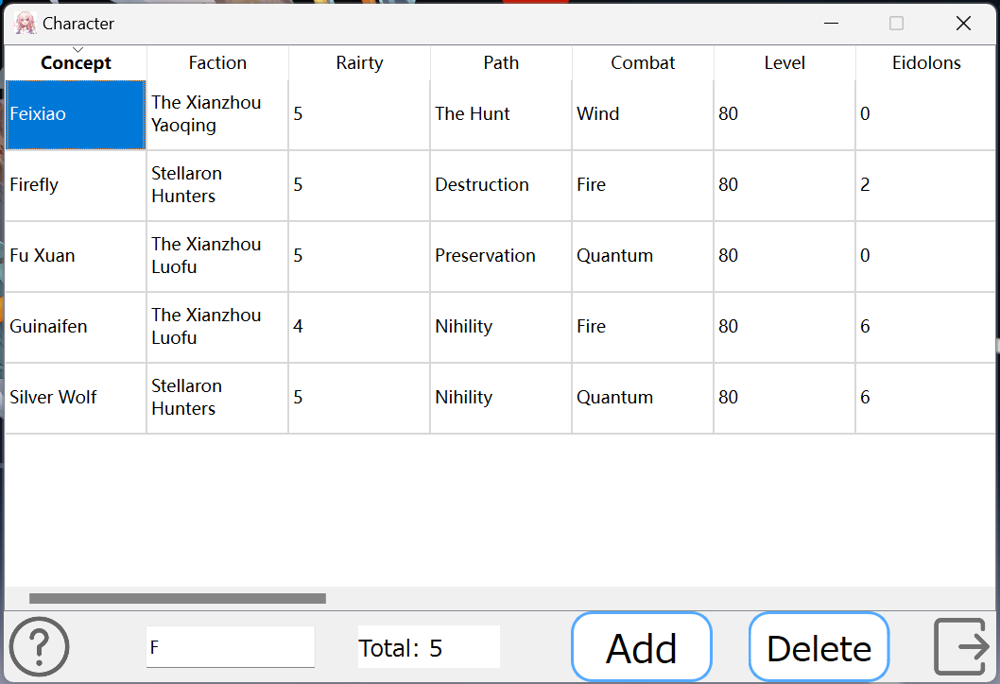 Character
Concept Faction Rairty Path Combat Level Eidolons
Feixiao The Xianzhou Yaoqing 5 The Hunt Wind 80 0
Firefly Stellaron Hunters 5 Destruction Fire 80 2
Fu Xuan The Xianzhou Luofu 5 Preservation Quantum 80 0
Guinaifen The Xianzhou Luofu 4 Nihility Fire 80 6
Silver Wolf Stellaron Hunters 5 Nihility Quantum 80 6
? F Total: 5 Add Delete